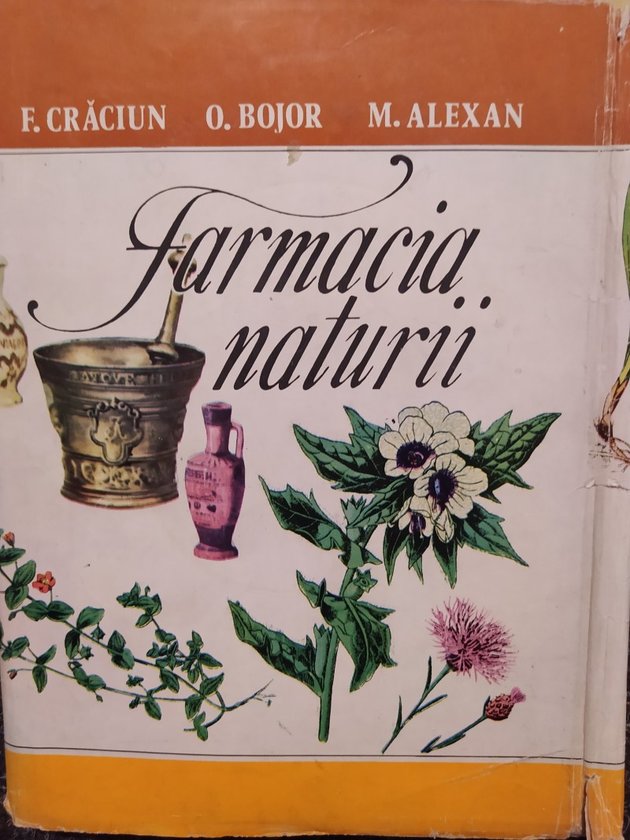 F. CRĂCIUN O. BOJOR M. ALEXAN
Farmacia
naturii